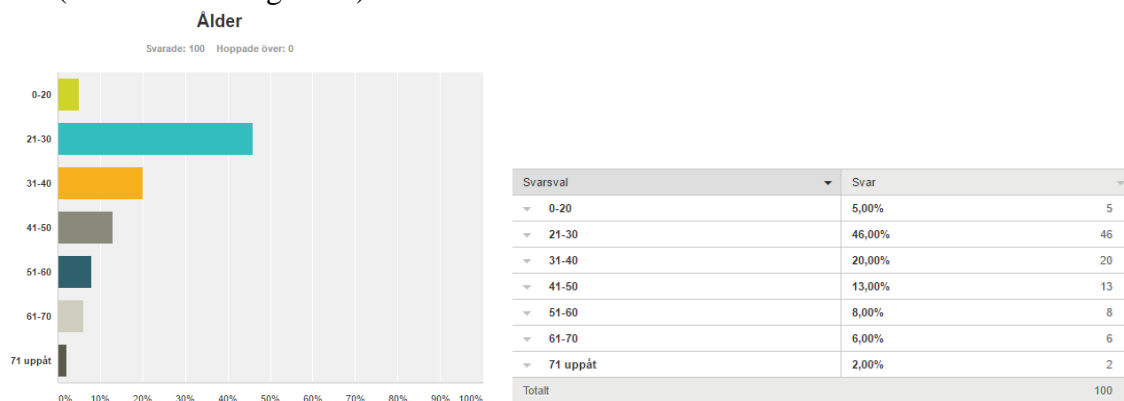 Ålder
Svarade: 100 Hoppade över: 0
0-20
21-30
31-40
41-50
51-60
61-70
71 uppåt
0% 10% 20% 30% 40% 50% 60% 70% 80% 90% 100%
Svarsval Svar
0-20 5,00% 5
21-30 46,00% 46
31-40 20,00% 20
41-50 13,00% 13
51-60 8,00% 8
61-70 6,00% 6
71 uppåt 2,00% 2
Totalt 100